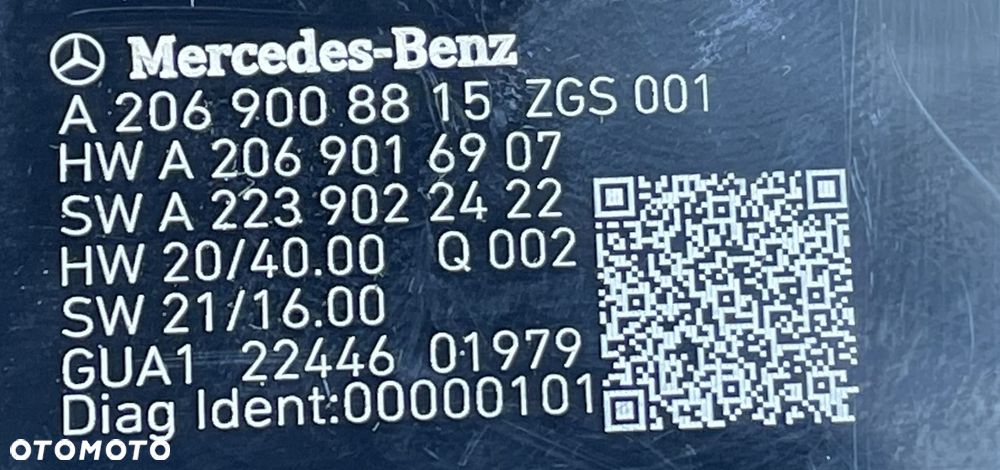 Mercedes-Benz
A 206 900 88 15 ZGS 001
HW A 206 901 69 07
SW A 223 902 24 22
HW 20/40.00 Q 002
SW 21/16.00
GUA1 22446 01979
Diag Ident:00000101
OTOMOTO